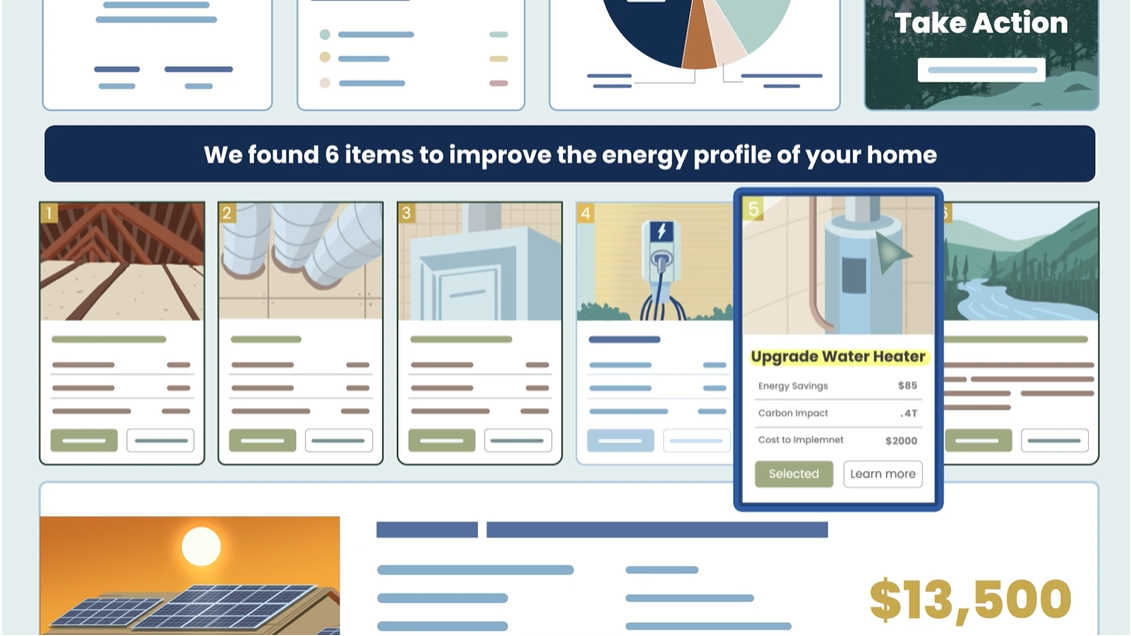 Take Action
We found 6 items to improve the energy profile of your home
1
2
3
4
5
6
Upgrade Water Heater
Energy Savings $85
Carbon Impact .4T
Cost to Implemnet $2000
Selected Learn more
$13,500